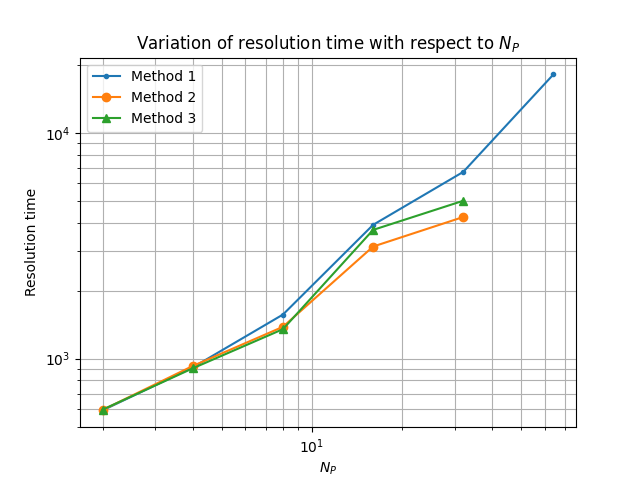 Variation of resolution time with respect to $N_P$
Method 1
Method 2
Method 3
Resolution time
$10^4$
$10^3$
$10^1$
$N_P$